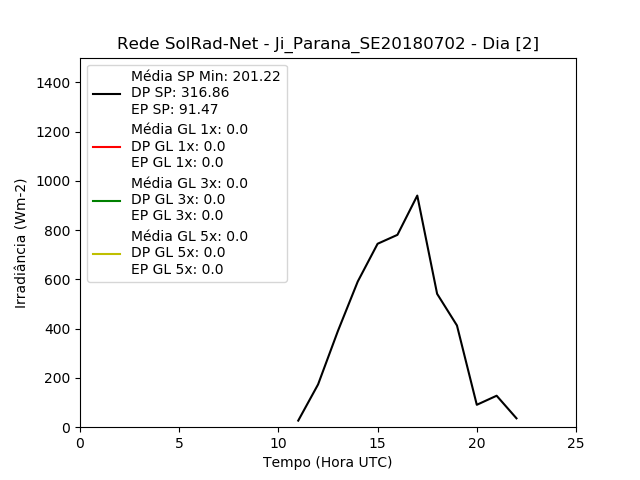 Rede SolRad-Net - Ji_Parana_SE20180702 - Dia [2]
Média SP Min: 201.22
DP SP: 316.86
EP SP: 91.47
Média GL 1x: 0.0
DP GL 1x: 0.0
EP GL 1x: 0.0
Média GL 3x: 0.0
DP GL 3x: 0.0
EP GL 3x: 0.0
Média GL 5x: 0.0
DP GL 5x: 0.0
EP GL 5x: 0.0
Irradiância (Wm-2)
1400
1200
1000
800
600
400
200
0
0 5 10 15 20 25
Tempo (Hora UTC)